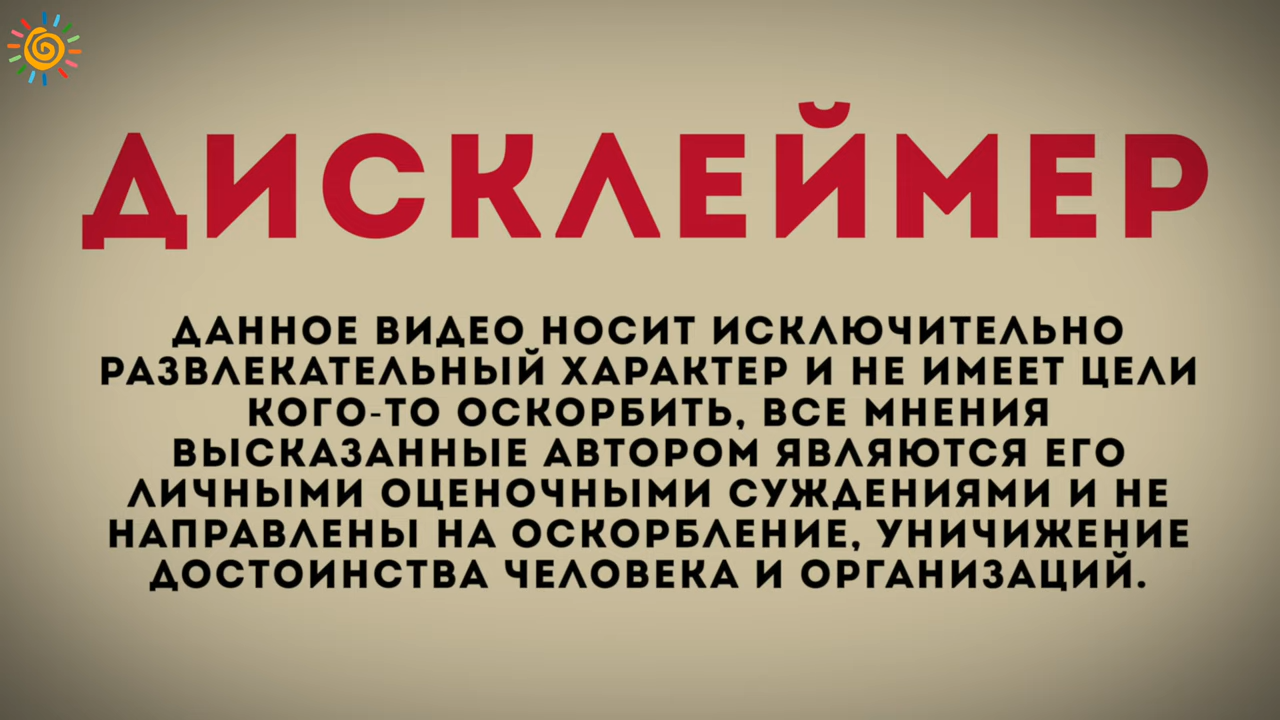 ДИСКЛЕЙМЕР
ДАННОЕ ВИДЕО НОСИТ ИСКЛЮЧИТЕЛЬНО
РАЗВЛЕКАТЕЛЬНЫЙ ХАРАКТЕР И НЕ ИМЕЕТ ЦЕЛИ
КОГО-ТО ОСКОРБИТЬ, ВСЕ МНЕНИЯ
ВЫСКАЗАННЫЕ АВТОРОМ ЯВЛЯЮТСЯ ЕГО
ЛИЧНЫМИ ОЦЕНОЧНЫМИ СУЖДЕНИЯМИ И НЕ
НАПРАВЛЕНЫ НА ОСКОРБЛЕНИЕ, УНИЧИЖЕНИЕ
ДОСТОИНСТВА ЧЕЛОВЕКА И ОРГАНИЗАЦИЙ.